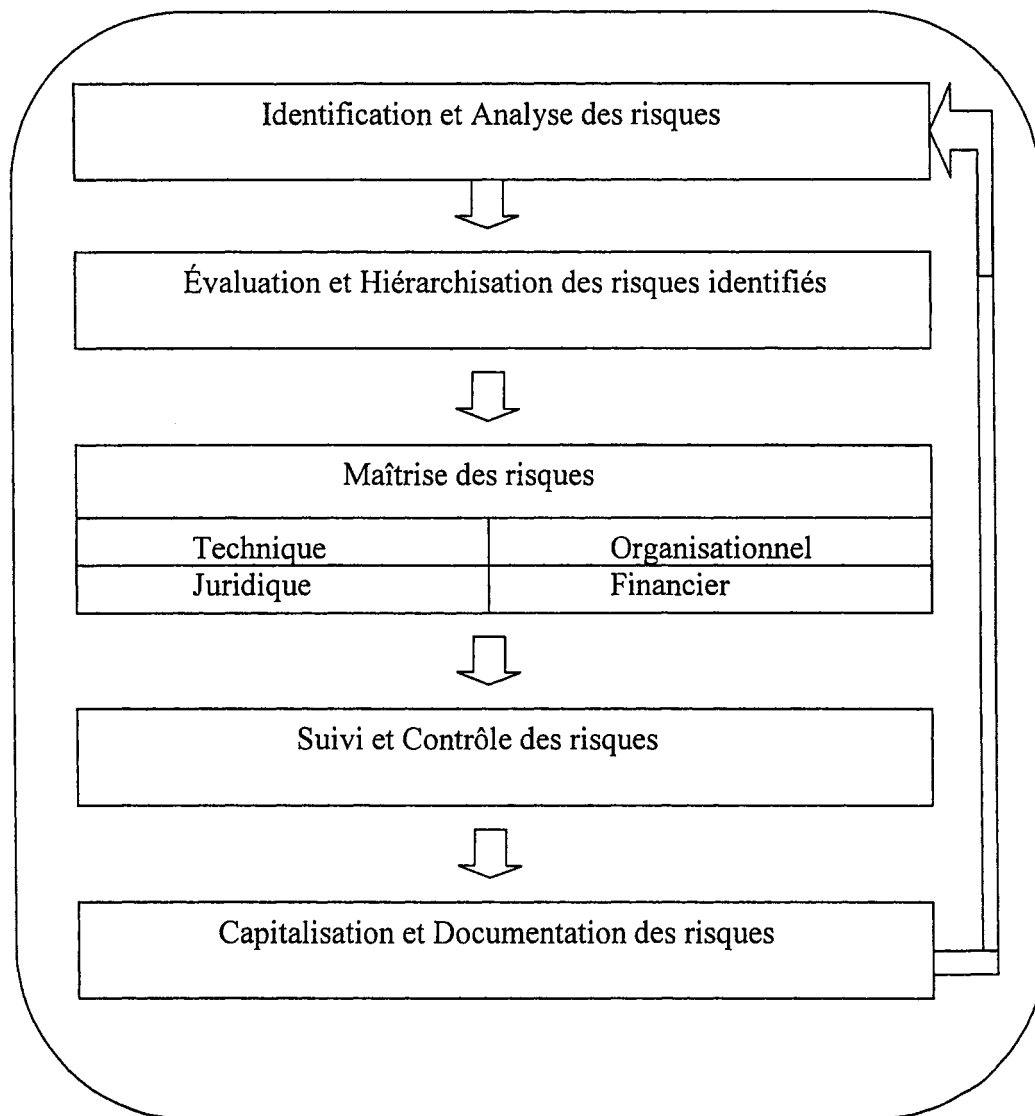 Identification et Analyse des risques
Évaluation et Hiérarchisation des risques identifiés
Maîtrise des risques
Technique Organisationnel
Juridique Financier
Suivi et Contrôle des risques
Capitalisation et Documentation des risques